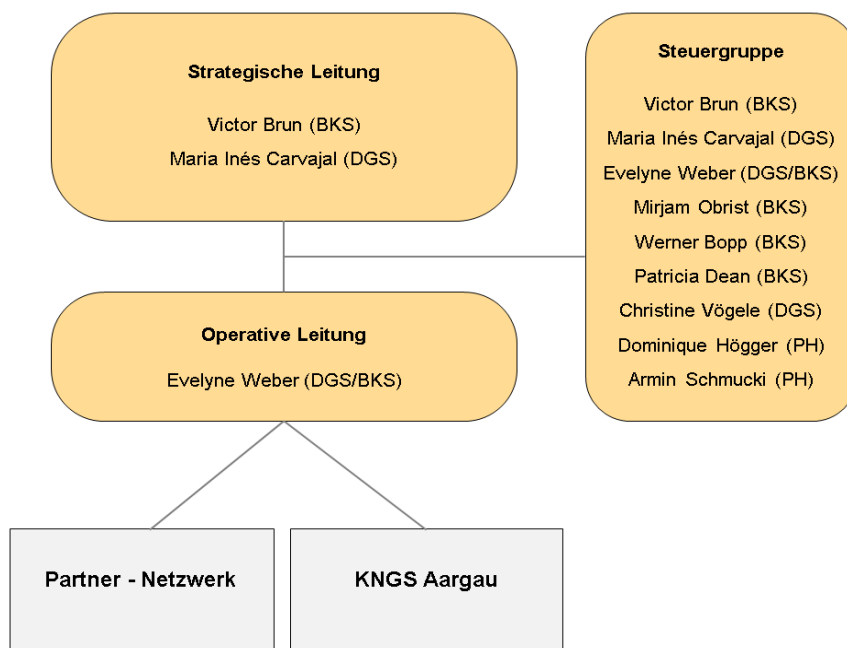 Strategische Leitung
Victor Brun (BKS)
Maria Inés Carvajal (DGS)
Steuergruppe
Victor Brun (BKS)
Maria Inés Carvajal (DGS)
Evelyne Weber (DGS/BKS)
Mirjam Obrist (BKS)
Werner Bopp (BKS)
Patricia Dean (BKS)
Christine Vögele (DGS)
Dominique Högger (PH)
Armin Schmucki (PH)
Operative Leitung
Evelyne Weber (DGS/BKS)
Partner - Netzwerk
KNGS Aargau